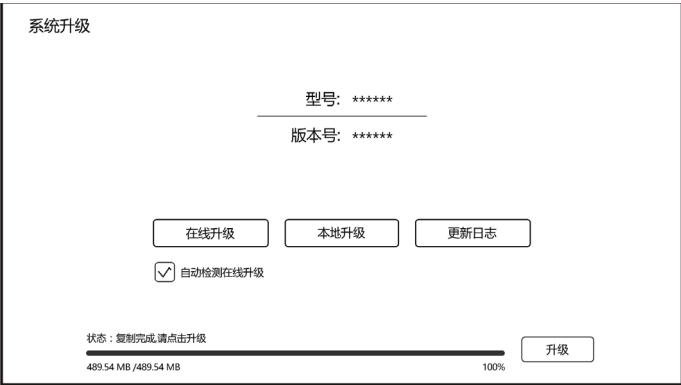 系统升级
型号: ******
版本号: ******
在线升级 本地升级 更新日志
自动检测在线升级
状态：复制完成,请点击升级
升级
489.54 MB /489.54 MB 100%